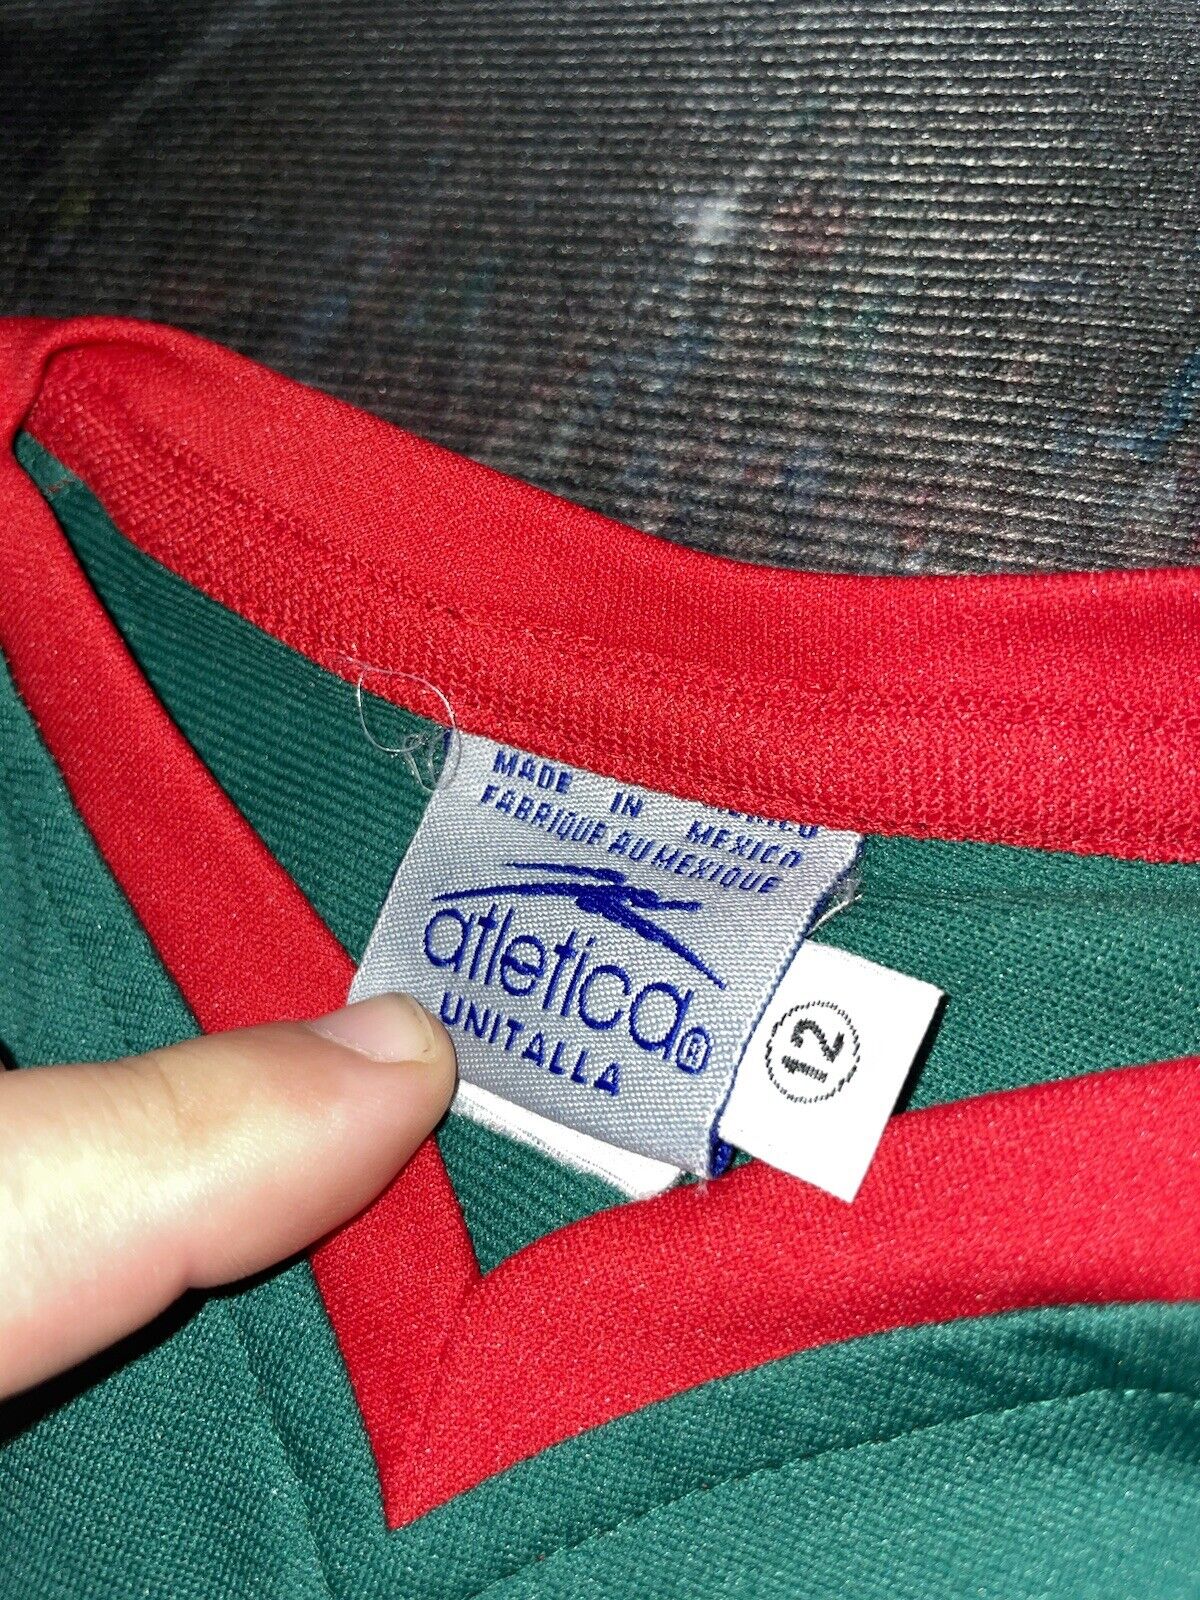 MADE IN MEXICO
FABRIQUE AU MEXIQUE
atletica®
UNITALLA
12